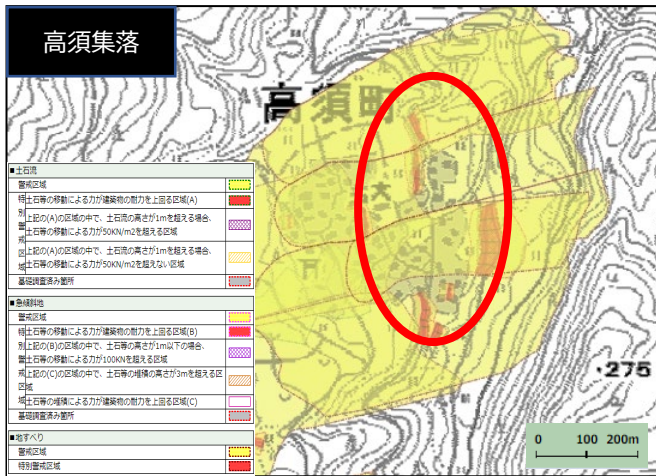 高須集落
高須町
■土石流
警戒区域
特別警戒区域
土石等の移動による力が建築物の耐力を上回る区域(A)
上記の(A)の区域の中で、土石流の高さが1mを超える場合、
土石等の移動による力が50KN/m2を超える区域
上記の(A)の区域の中で、土石流の高さが1mを超える場合、
土石等の移動による力が50KN/m2を超えない区域
基礎調査済み箇所
■急傾斜地
警戒区域
特別警戒区域
土石等の移動による力が建築物の耐力を上回る区域(B)
上記の(B)の区域の中で、土石等の高さが1m以下の場合、
土石等の移動による力が100KNを超える区域
上記の(C)の区域の中で、土石等の堆積の高さが3mを超える区
区域
土石等の堆積による力が建築物の耐力を上回る区域(C)
基礎調査済み箇所
■地すべり
警戒区域
特別警戒区域
・275
0 100 200m